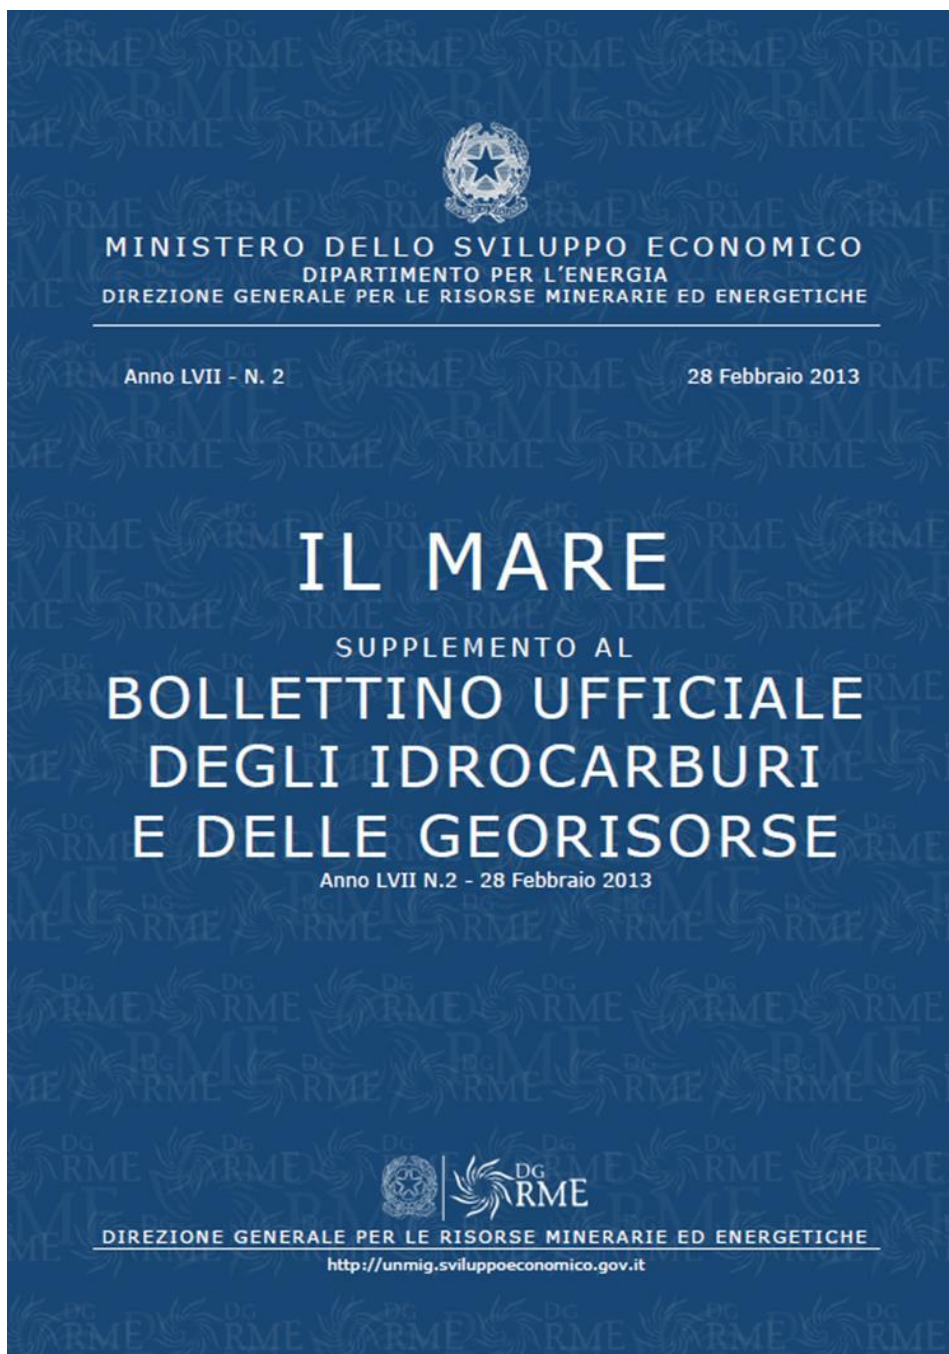 MINISTERO DELLO SVILUPPO ECONOMICO
DIPARTIMENTO PER L'ENERGIA
DIREZIONE GENERALE PER LE RISORSE MINERARIE ED ENERGETICHE
Anno LVII - N. 2 28 Febbraio 2013
IL MARE
SUPPLEMENTO AL
BOLLETTINO UFFICIALE
DEGLI IDROCARBURI
E DELLE GEORISORSE
Anno LVII N.2 - 28 Febbraio 2013
DG
RME
DIREZIONE GENERALE PER LE RISORSE MINERARIE ED ENERGETICHE
http://unmig.sviluppoeconomico.gov.it